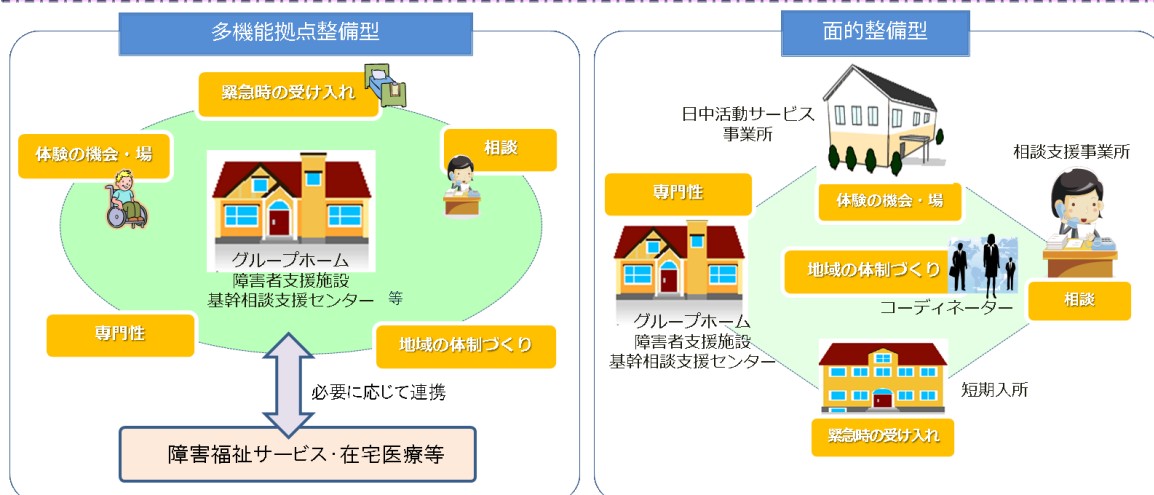 多機能拠点整備型
緊急時の受け入れ
体験の機会・場
相談
グループホーム
障害者支援施設
基幹相談支援センター 等
専門性
地域の体制づくり
必要に応じて連携
障害福祉サービス・在宅医療等
面的整備型
日中活動サービス
事業所
相談支援事業所
専門性
体験の機会・場
地域の体制づくり
コーディネーター
相談
グループホーム
障害者支援施設
基幹相談支援センター
短期入所
緊急時の受け入れ